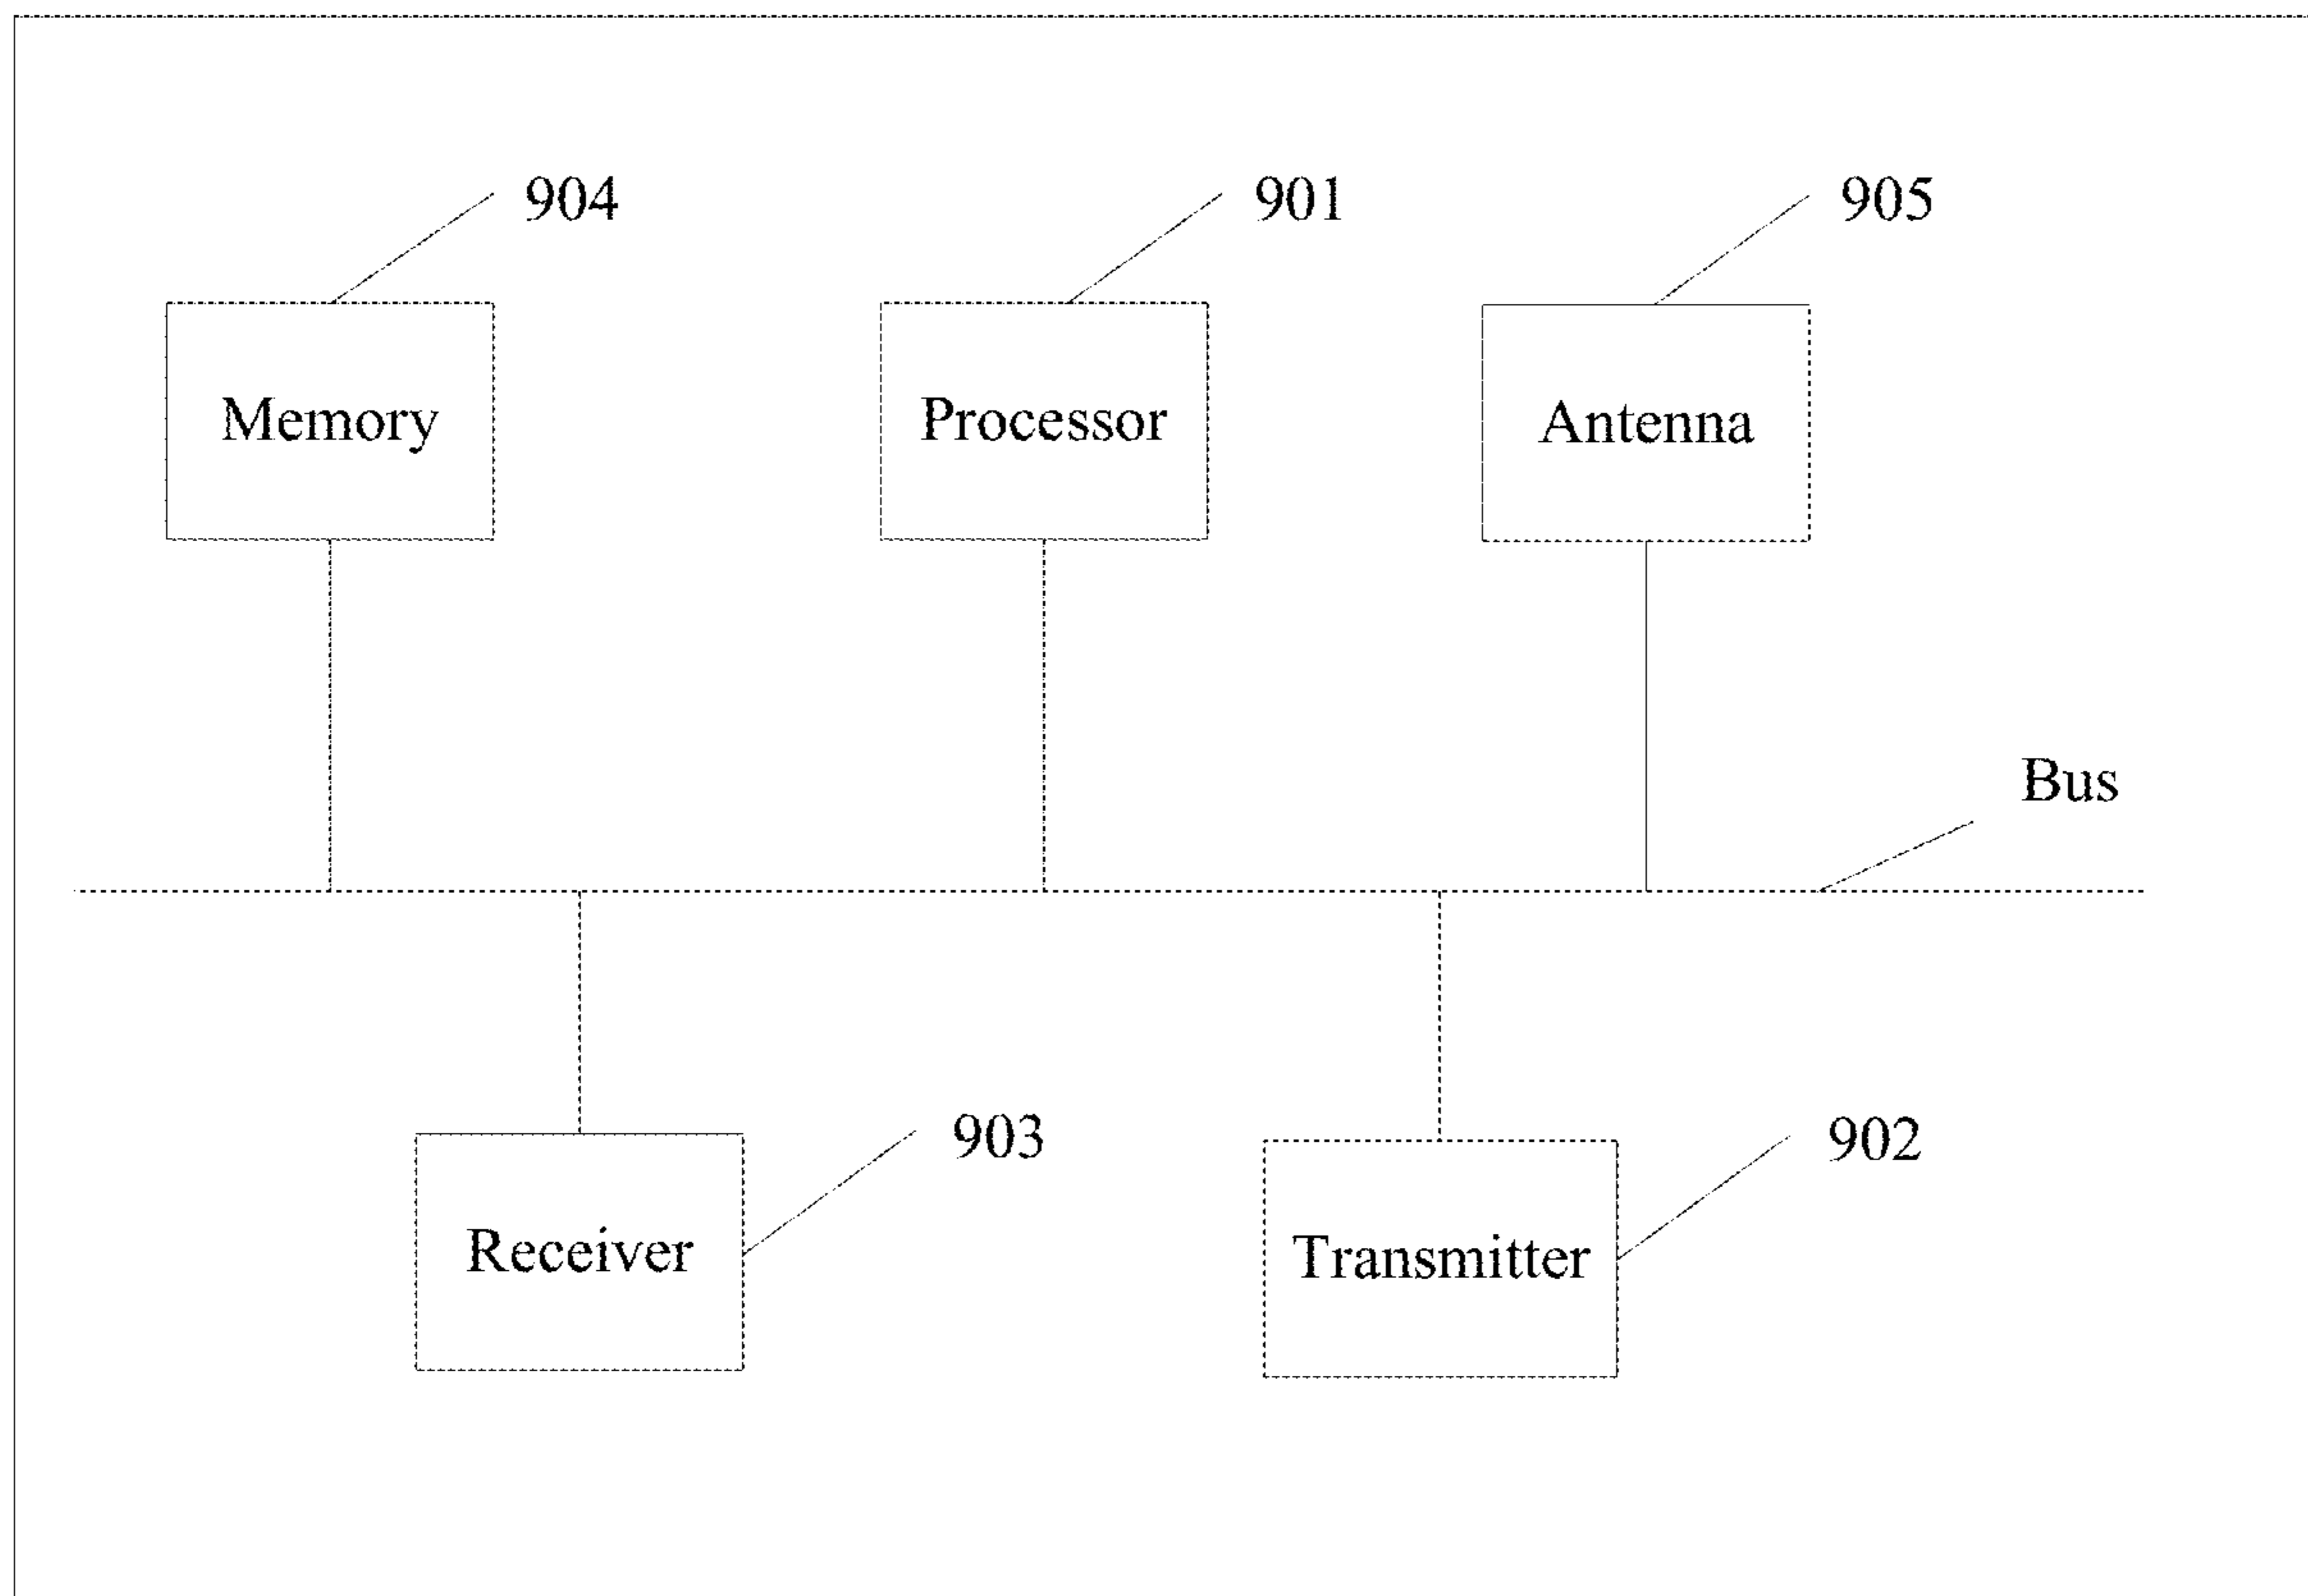 904
901
905
Memory
Processor
Antenna
Bus
903
902
Receiver
Transmitter